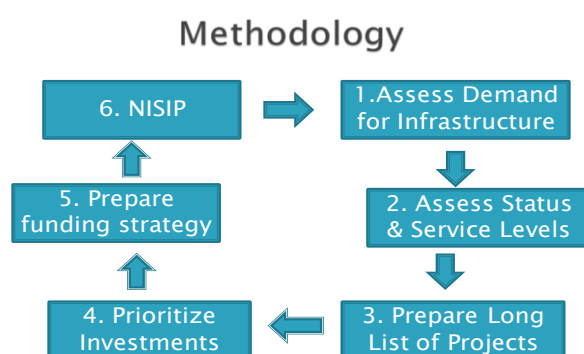 Methodology
6. NISIP
1.Assess Demand
for Infrastructure
2. Assess Status
& Service Levels
3. Prepare Long
List of Projects
4. Prioritize
Investments
5. Prepare
funding strategy